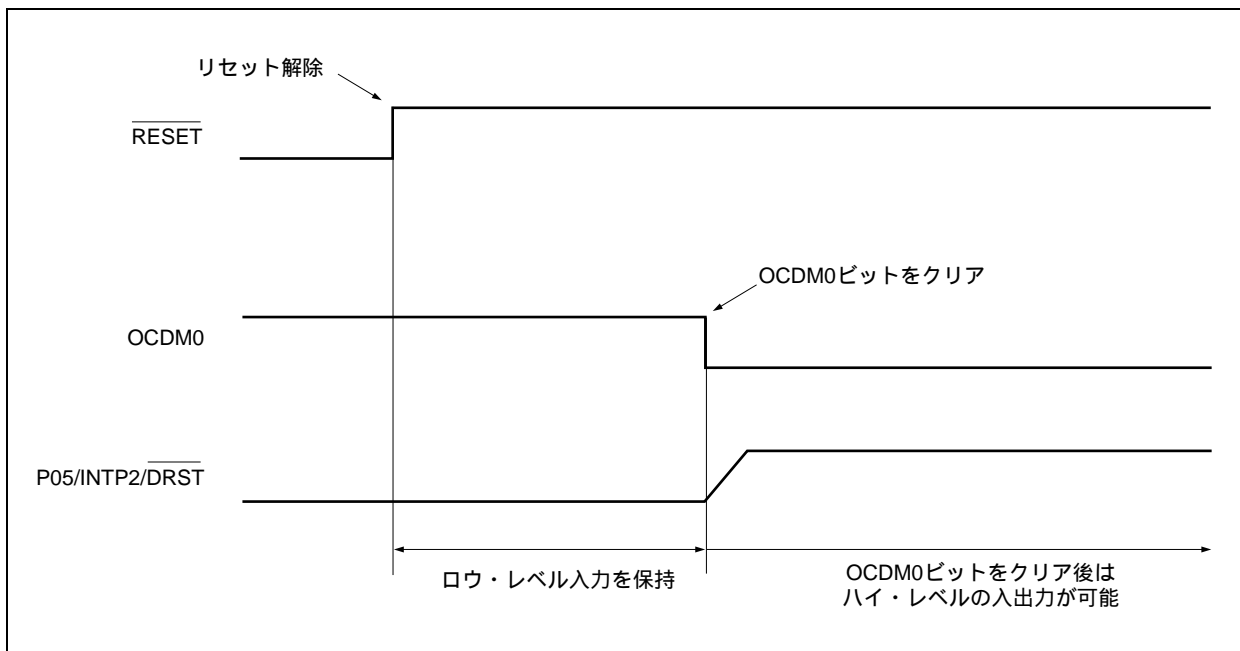 リセット解除
RESET
OCDM0ビットをクリア
OCDM0
P05/INTP2/DRST
ロウ・レベル入力を保持
OCDM0ビットをクリア後は
ハイ・レベルの入出力が可能